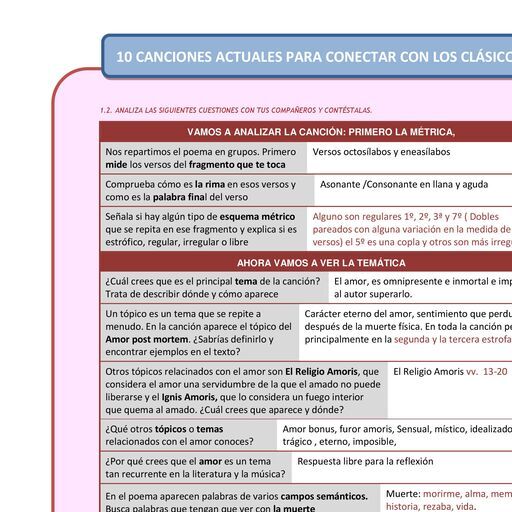 10 CANCIONES ACTUALES PARA CONECTAR CON LOS CLÁSICO
1.2. ANALIZA LAS SIGUIENTES CUESTIONES CON TUS COMPAÑEROS Y CONTÉSTALAS.
VAMOS A ANALIZAR LA CANCIÓN: PRIMERO LA MÉTRICA,
Nos repartimos el poema en grupos. Primero
mide los versos del fragmento que te toca
Versos octosílabos y eneasílabos
Comprueba cómo es la rima en esos versos y
como es la palabra final del verso
Asonante /Consonante en llana y aguda
Señala si hay algún tipo de esquema métrico
que se repita en ese fragmento y explica si es
estrófico, regular, irregular o libre
Alguno son regulares 1º, 2º, 3ª y 7º ( Dobles
pareados con alguna variación en la medida de
versos) el 5º es una copla y otros son más irreg
AHORA VAMOS A VER LA TEMÁTICA
¿Cuál crees que es el principal tema de la canción?
Trata de describir dónde y cómo aparece
El amor, es omnipresente e inmortal e imp
al autor superarlo.
Un tópico es un tema que se repite a
menudo. En la canción aparece el tópico del
Amor post mortem. ¿Sabrías definirlo y
encontrar ejemplos en el texto?
Carácter eterno del amor, sentimiento que perdu
después de la muerte física. En toda la canción pe
principalmente en la segunda y la tercera estrofa
Otros tópicos relacionados con el amor son El Religio Amoris, que
considera el amor una servidumbre de la que el amado no puede
liberarse y el Ignis Amoris, que lo considera un fuego interior
que quema al amado. ¿Cuál crees que aparece y dónde?
El Religio Amoris vv. 13-20
¿Qué otros tópicos o temas
relacionados con el amor conoces?
Amor bonus, furor amoris, Sensual, místico, idealizado
trágico , eterno, imposible,
¿Por qué crees que el amor es un tema
tan recurrente en la literatura y la música?
Respuesta libre para la reflexión
En el poema aparecen palabras de varios campos semánticos.
Busca palabras que tengan que ver con la muerte
Muerte: morirme, alma, mem
historia, rezaba, vida.